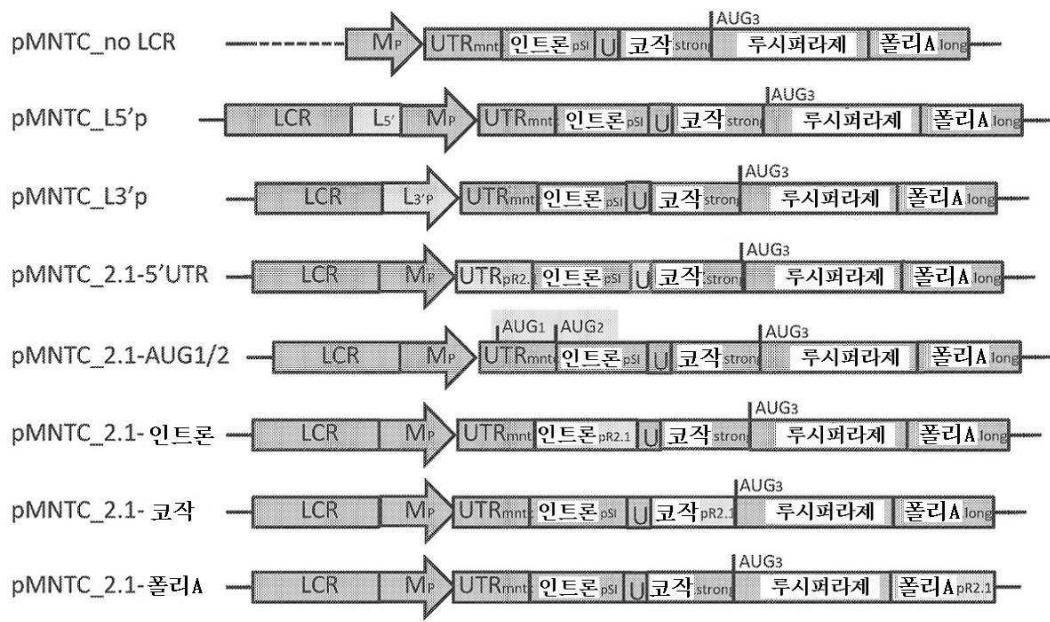 AUG3
pMNTC_no LCR MP UTRmnt 인트론pSI U 코작strong 루시퍼라제 폴리A long
AUG3
pMNTC_L5'p LCR L5' MP UTRmnt 인트론pSI U 코작strong 루시퍼라제 폴리A long
AUG3
pMNTC_L3'p LCR L3'P UTRmnt 인트론pSI U 코작strong 루시퍼라제 폴리A long
AUG3
pMNTC_2.1-5'UTR LCR MP UTRpR2. 인트론pSI U 코작strong 루시퍼라제 폴리A long
AUG1 AUG2 AUG3
pMNTC_2.1-AUG1/2 LCR MP UTRmnt 인트론pSI U 코작strong 루시퍼라제 폴리A long
AUG3
pMNTC_2.1-인트론 LCR MP UTRmnt 인트론pR2.1 U 코작strong 루시퍼라제 폴리A long
AUG3
pMNTC_2.1-코작 LCR MP UTRmnt 인트론pSI U 코작pR2.1 루시퍼라제 폴리A long
AUG3
pMNTC_2.1-폴리A LCR MP UTRmnt 인트론pSI U 코작strong 루시퍼라제 폴리A pR2.1